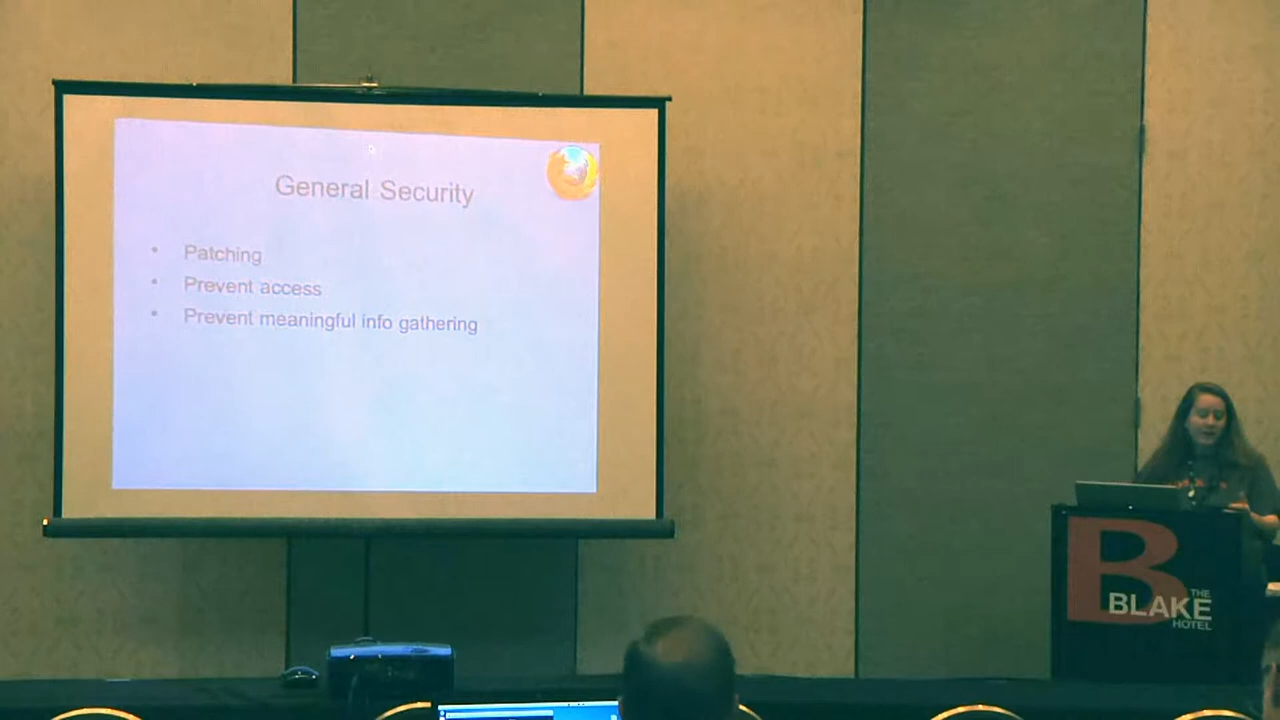 General Security
• Patching
• Prevent access
• Prevent meaningful info gathering
B
THE
BLAKE
HOTEL